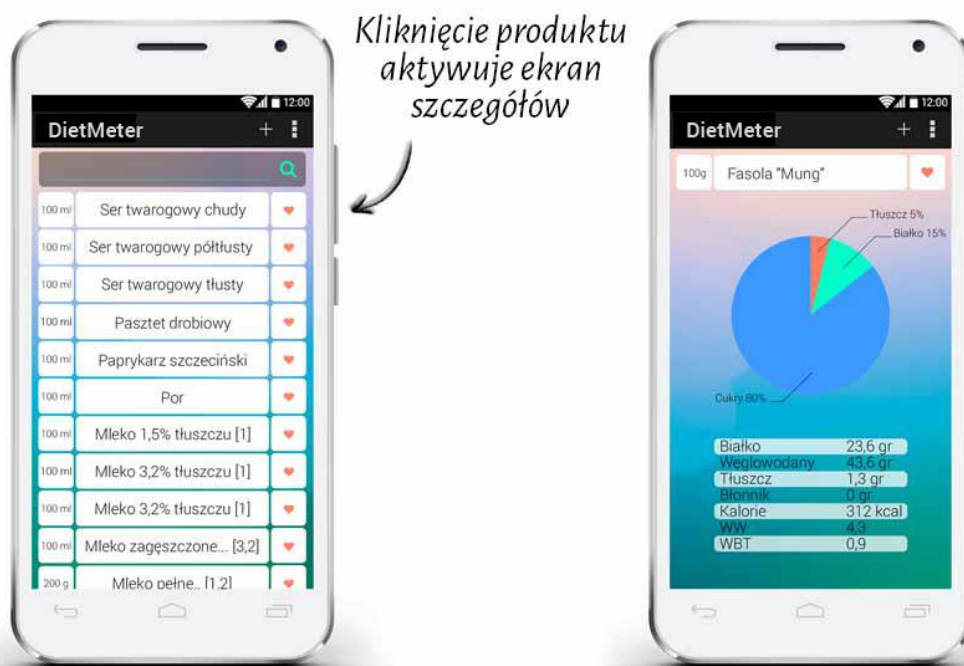 Kliknięcie produktu
aktywuje ekran
szczegółów
12:00
DietMeter
100 ml Ser twarogowy chudy
100 ml Ser twarogowy półtłusty
100 ml Ser twarogowy tłusty
100 ml Pasztet drobiowy
100 ml Paprykarz szczeciński
100 ml Por
100 ml Mleko 1,5% tłuszczu [1]
100 ml Mleko 3,2% tłuszczu [1]
100 ml Mleko 3,2% tłuszczu [1]
100 ml Mleko zagęszczone... [3,2]
200 g Mleko pełne.. [1,2]
12:00
DietMeter
100g Fasola "Mung"
Tłuszcz 5%
Białko 15%
Cukry 80%
Białko 23,6 gr
Węglowodany 43,6 gr
Tłuszcz 1,3 gr
Błonnik 0 gr
Kalorie 312 kcal
WW 4,3
WBT 0,9